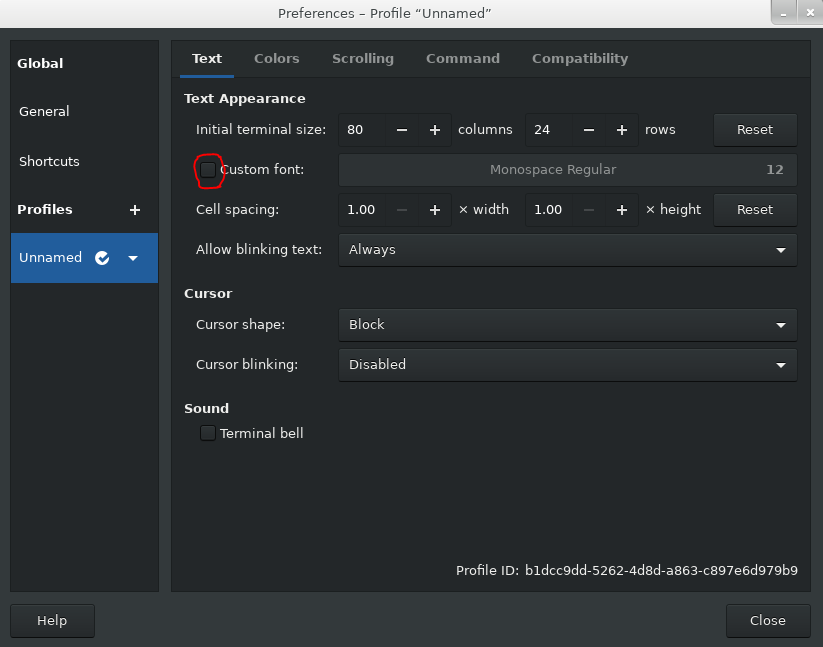 Preferences – Profile “Unnamed”
Global
General
Shortcuts
Profiles
Unnamed
Text Colors Scrolling Command Compatibility
Text Appearance
Initial terminal size: 80 − + columns 24 − + rows Reset
Custom font: Monospace Regular 12
Cell spacing: 1.00 − + × width 1.00 − + × height Reset
Allow blinking text: Always
Cursor
Cursor shape: Block
Cursor blinking: Disabled
Sound
Terminal bell
Profile ID: b1dcc9dd-5262-4d8d-a863-c897e6d979b9
Help Close